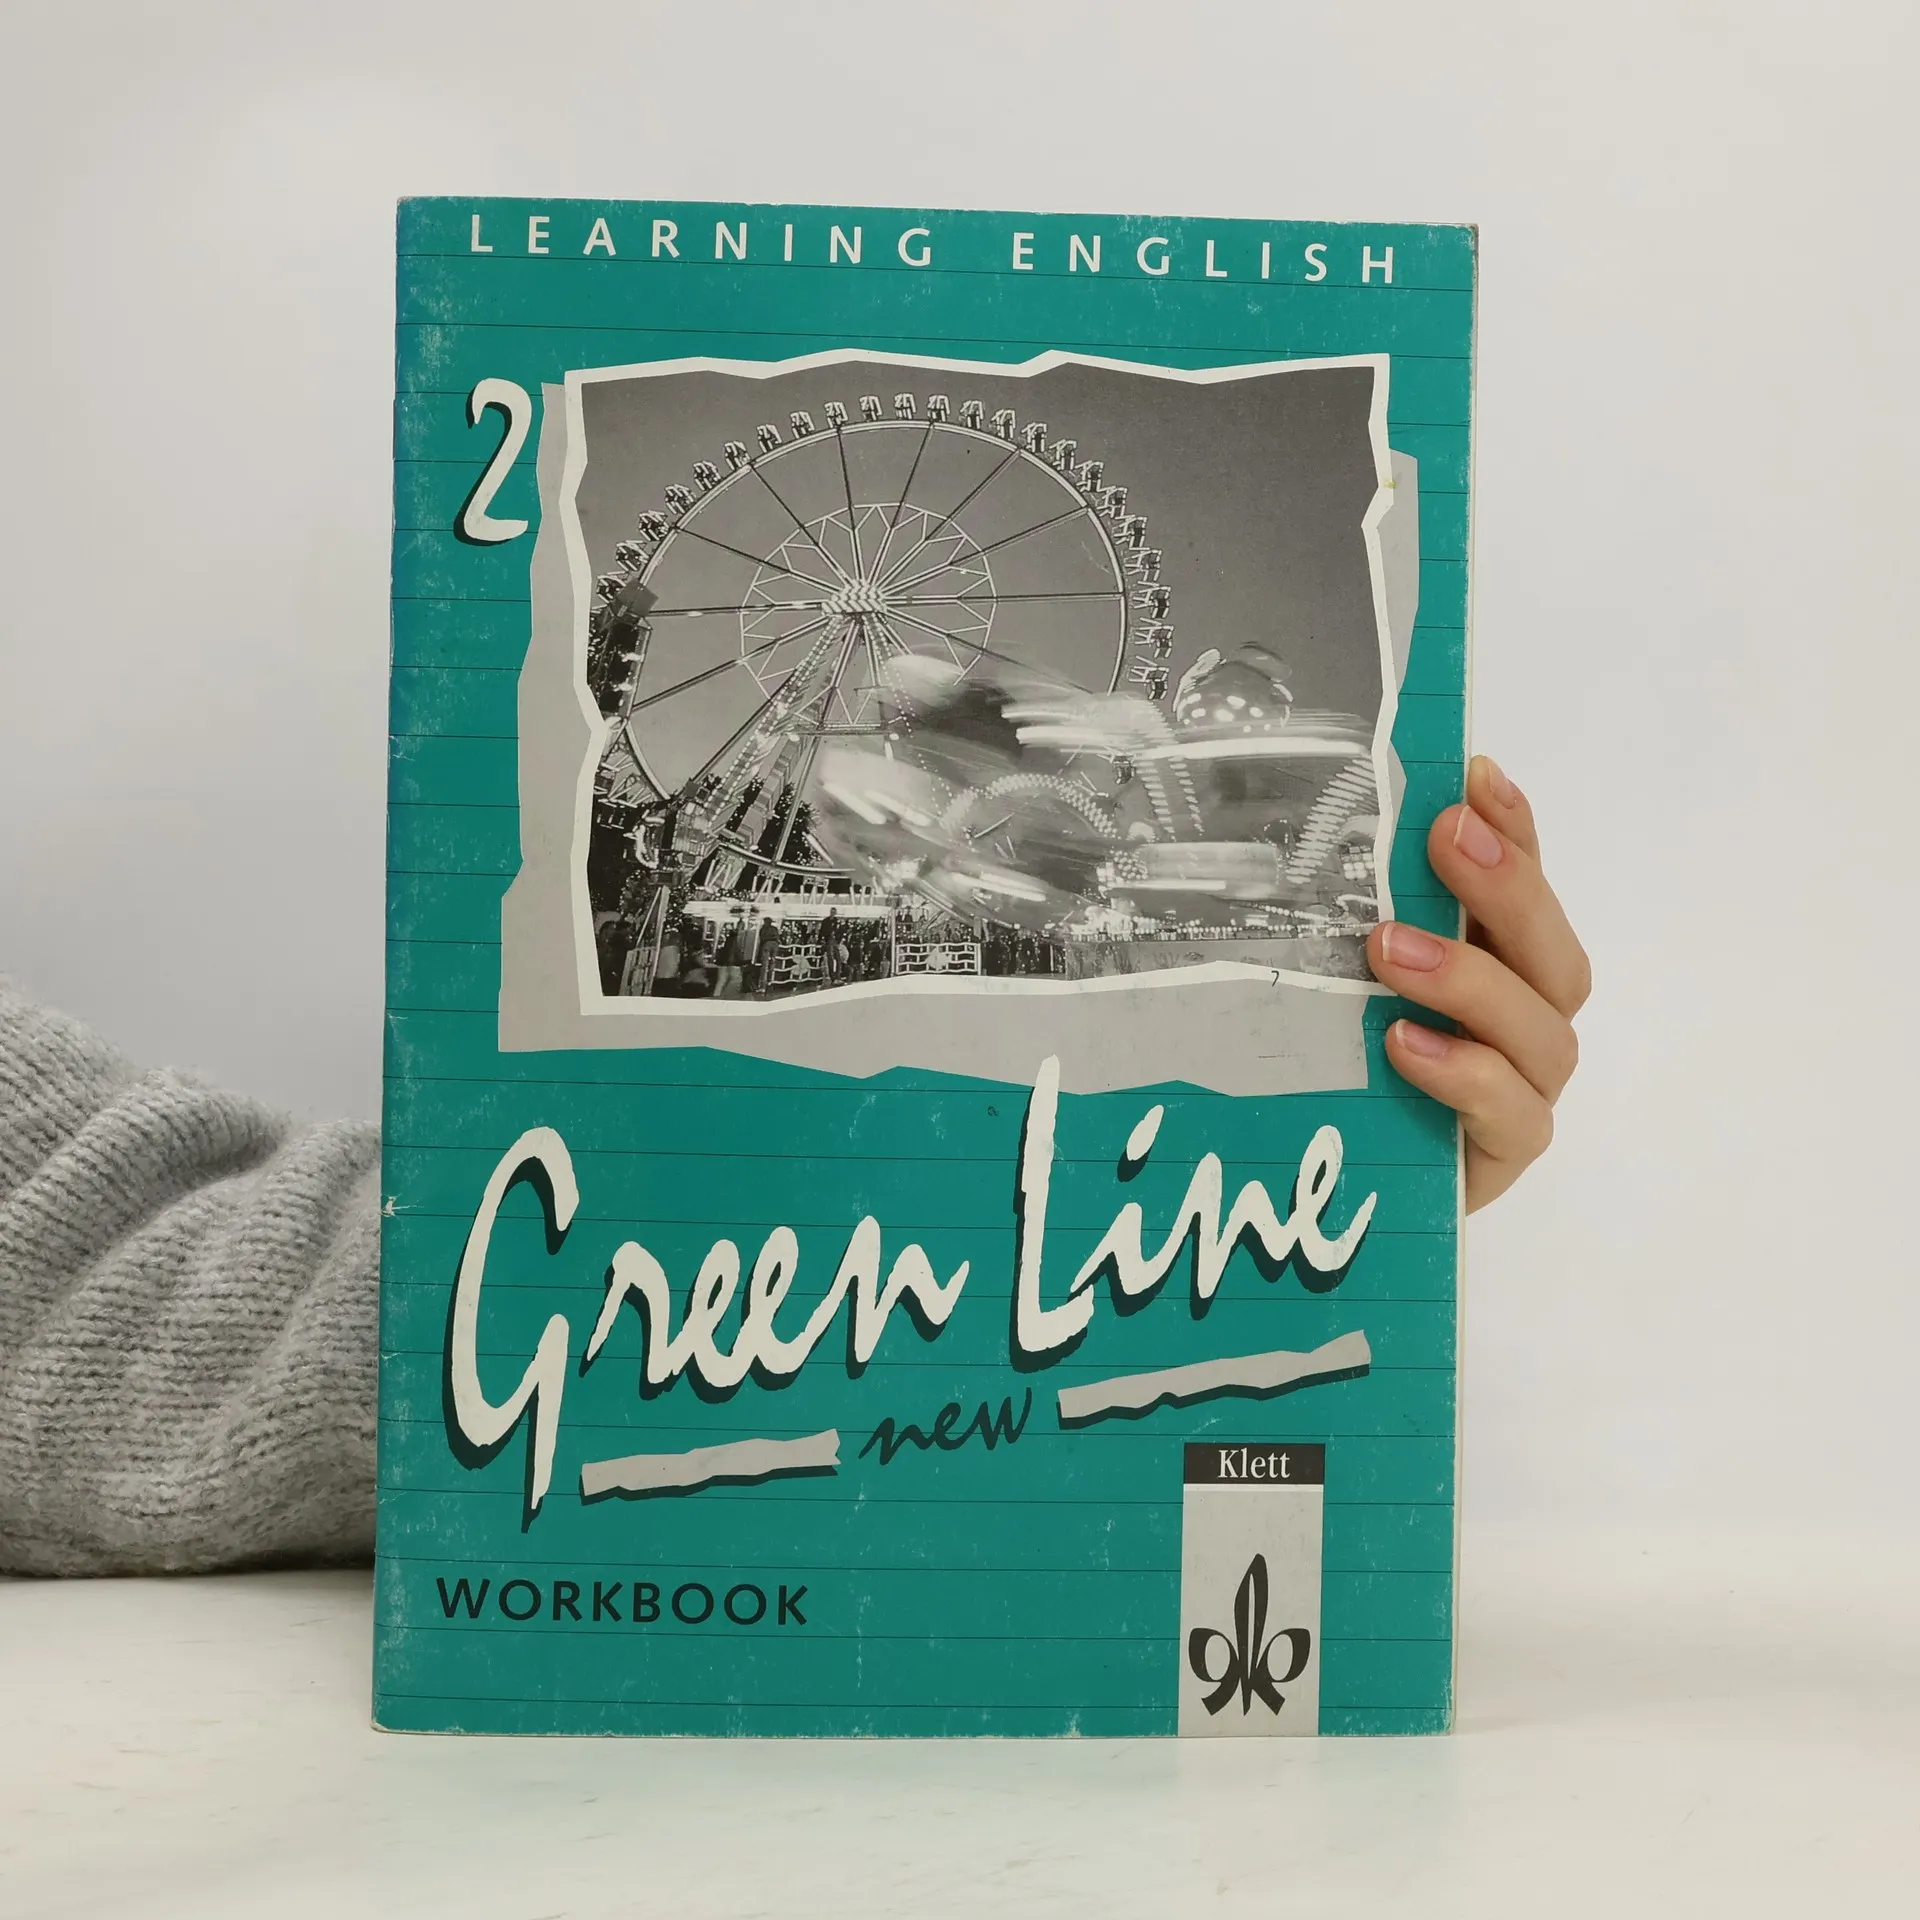 LEARNING ENGLISH
2
Green Line
new
Klett
WORKBOOK